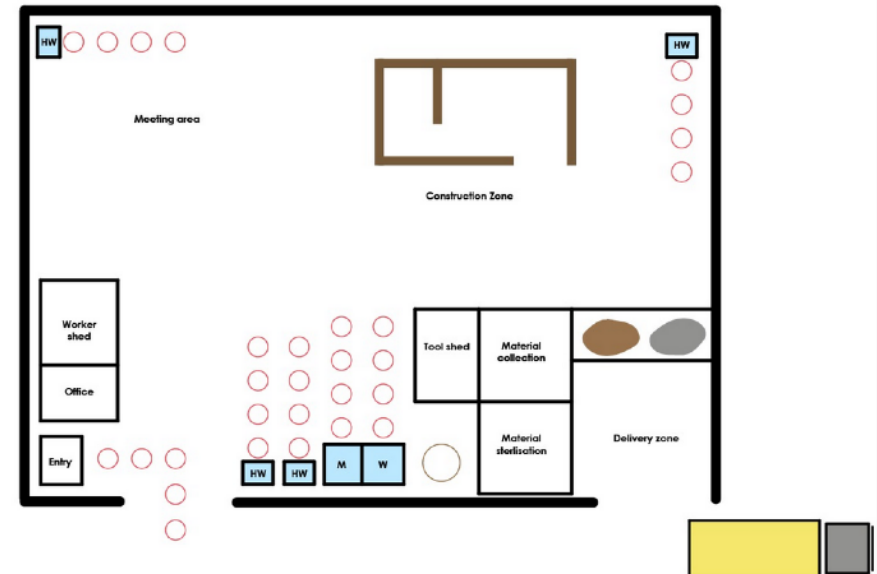 HW
HW
Meeting area
Construction Zone
Worker
shed
Tool shed
Material
collection
Office
Material
sterlisation
Delivery zone
Entry
HW
HW
M
W